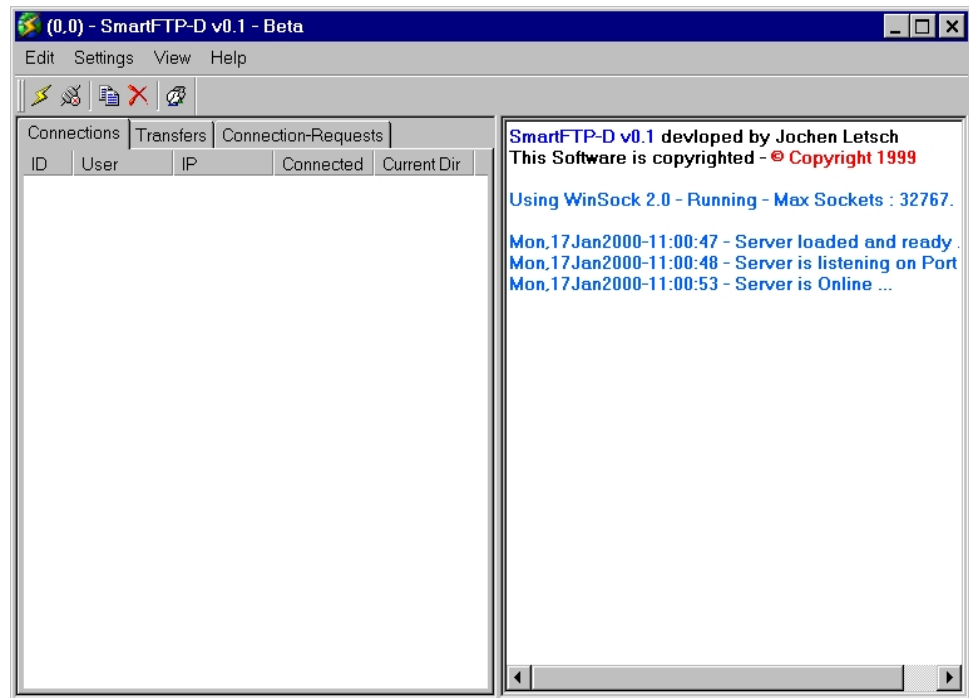 (0,0) - SmartFTP-D v0.1 - Beta
Edit Settings View Help
Connections Transfers Connection-Requests
ID User IP Connected Current Dir
SmartFTP-D v0.1 devloped by Jochen Letsch
This Software is copyrighted - © Copyright 1999
Using WinSock 2.0 - Running - Max Sockets : 32767.
Mon,17Jan2000-11:00:47 - Server loaded and ready .
Mon,17Jan2000-11:00:48 - Server is listening on Port
Mon,17Jan2000-11:00:53 - Server is Online ...